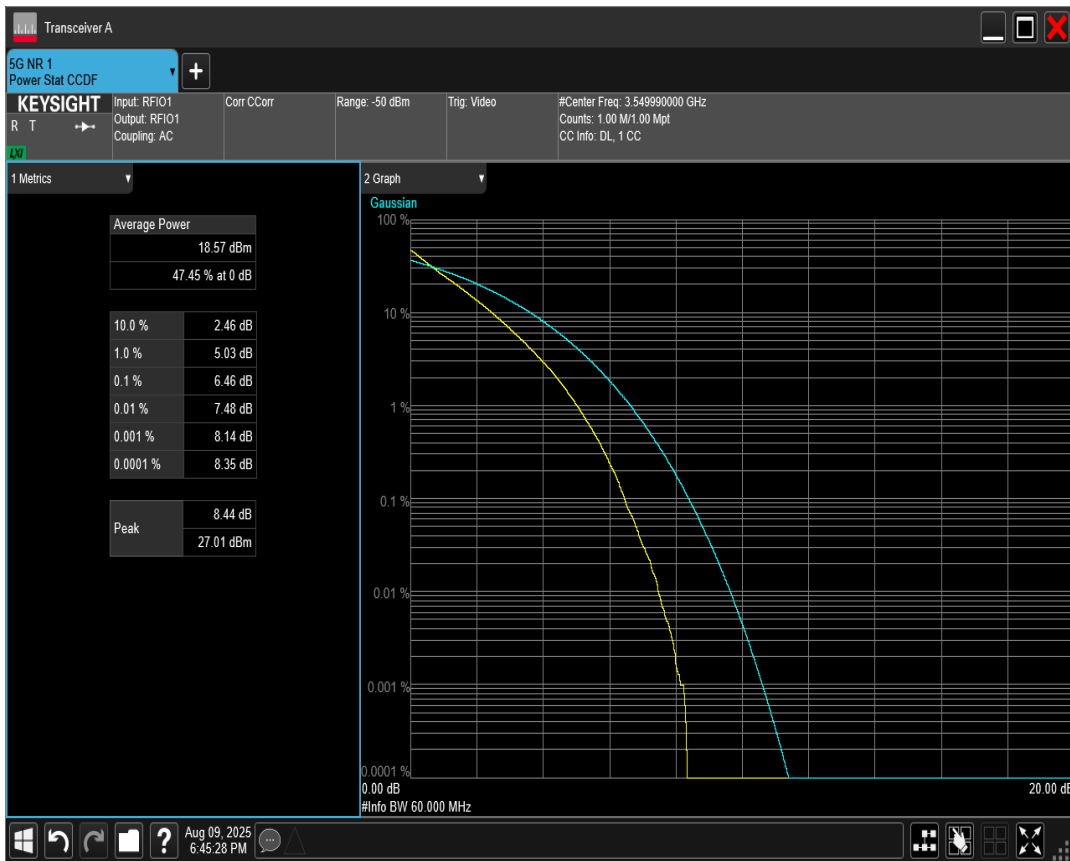 Transceiver A
5G NR 1
Power Stat CCDF
+
KEYSIGHT
R T
LXI
Input: RFIO1
Output: RFIO1
Coupling: AC
Corr CCorr
Range: -50 dBm
Trig: Video
#Center Freq: 3.549990000 GHz
Counts: 1.00 M/1.00 Mpt
CC Info: DL, 1 CC
1 Metrics
Average Power
18.57 dBm
47.45 % at 0 dB
10.0 % 2.46 dB
1.0 % 5.03 dB
0.1 % 6.46 dB
0.01 % 7.48 dB
0.001 % 8.14 dB
0.0001 % 8.35 dB
Peak
8.44 dB
27.01 dBm
2 Graph
Gaussian
100 %
10 %
1 %
0.1 %
0.01 %
0.001 %
0.0001 %
0.00 dB 20.00 dB
#Info BW 60.000 MHz
?
Aug 09, 2025
6:45:28 PM